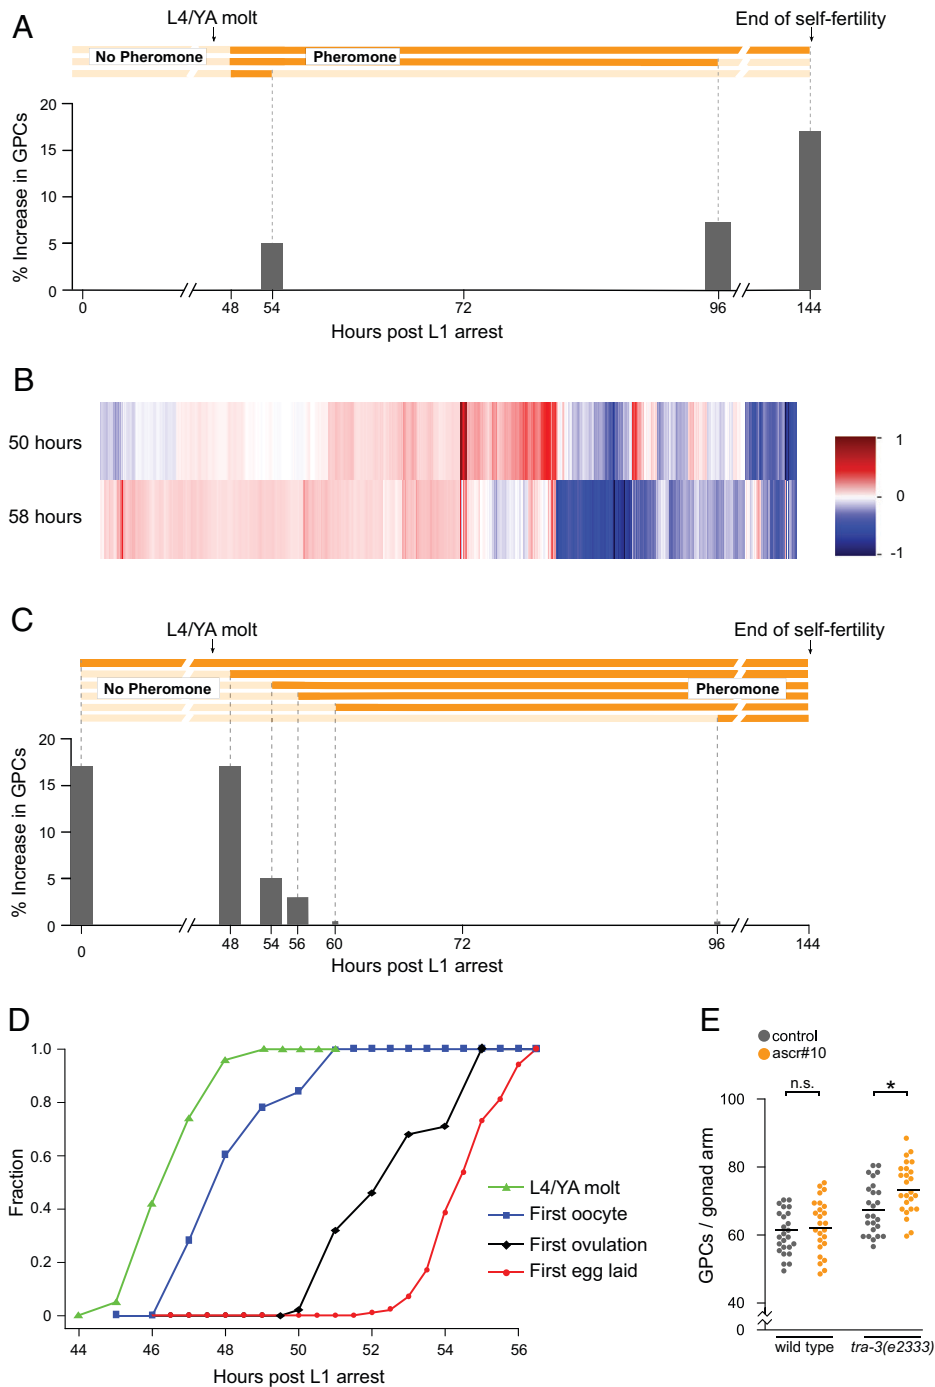 A
L4/YA molt
End of self-fertility
No Pheromone
Pheromone
% Increase in GPCs
20
15
10
5
0
0
48
54
72
96
144
Hours post L1 arrest
B
50 hours
58 hours
1
0
-1
C
L4/YA molt
End of self-fertility
No Pheromone
Pheromone
% Increase in GPCs
20
15
10
5
0
0
48
54
56
60
72
96
144
Hours post L1 arrest
D
Fraction
1.0
0.8
0.6
0.4
0.2
0
44
46
48
50
52
54
56
Hours post L1 arrest
L4/YA molt
First oocyte
First ovulation
First egg laid
E
control
ascr#10
n.s.
*
GPCs / gonad arm
100
80
60
40
0
wild type
tra-3(e2333)